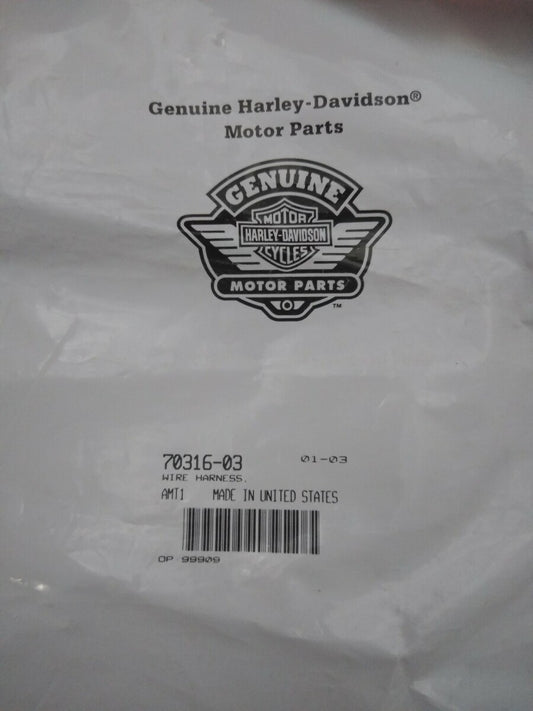 Genuine Harley-Davidson®
Motor Parts
GENUINE
MOTOR
HARLEY-DAVIDSON
CYCLES
MOTOR PARTS
TM
70316-03 01-03
WIRE HARNESS.
AMT1 MADE IN UNITED STATES
OP 99909